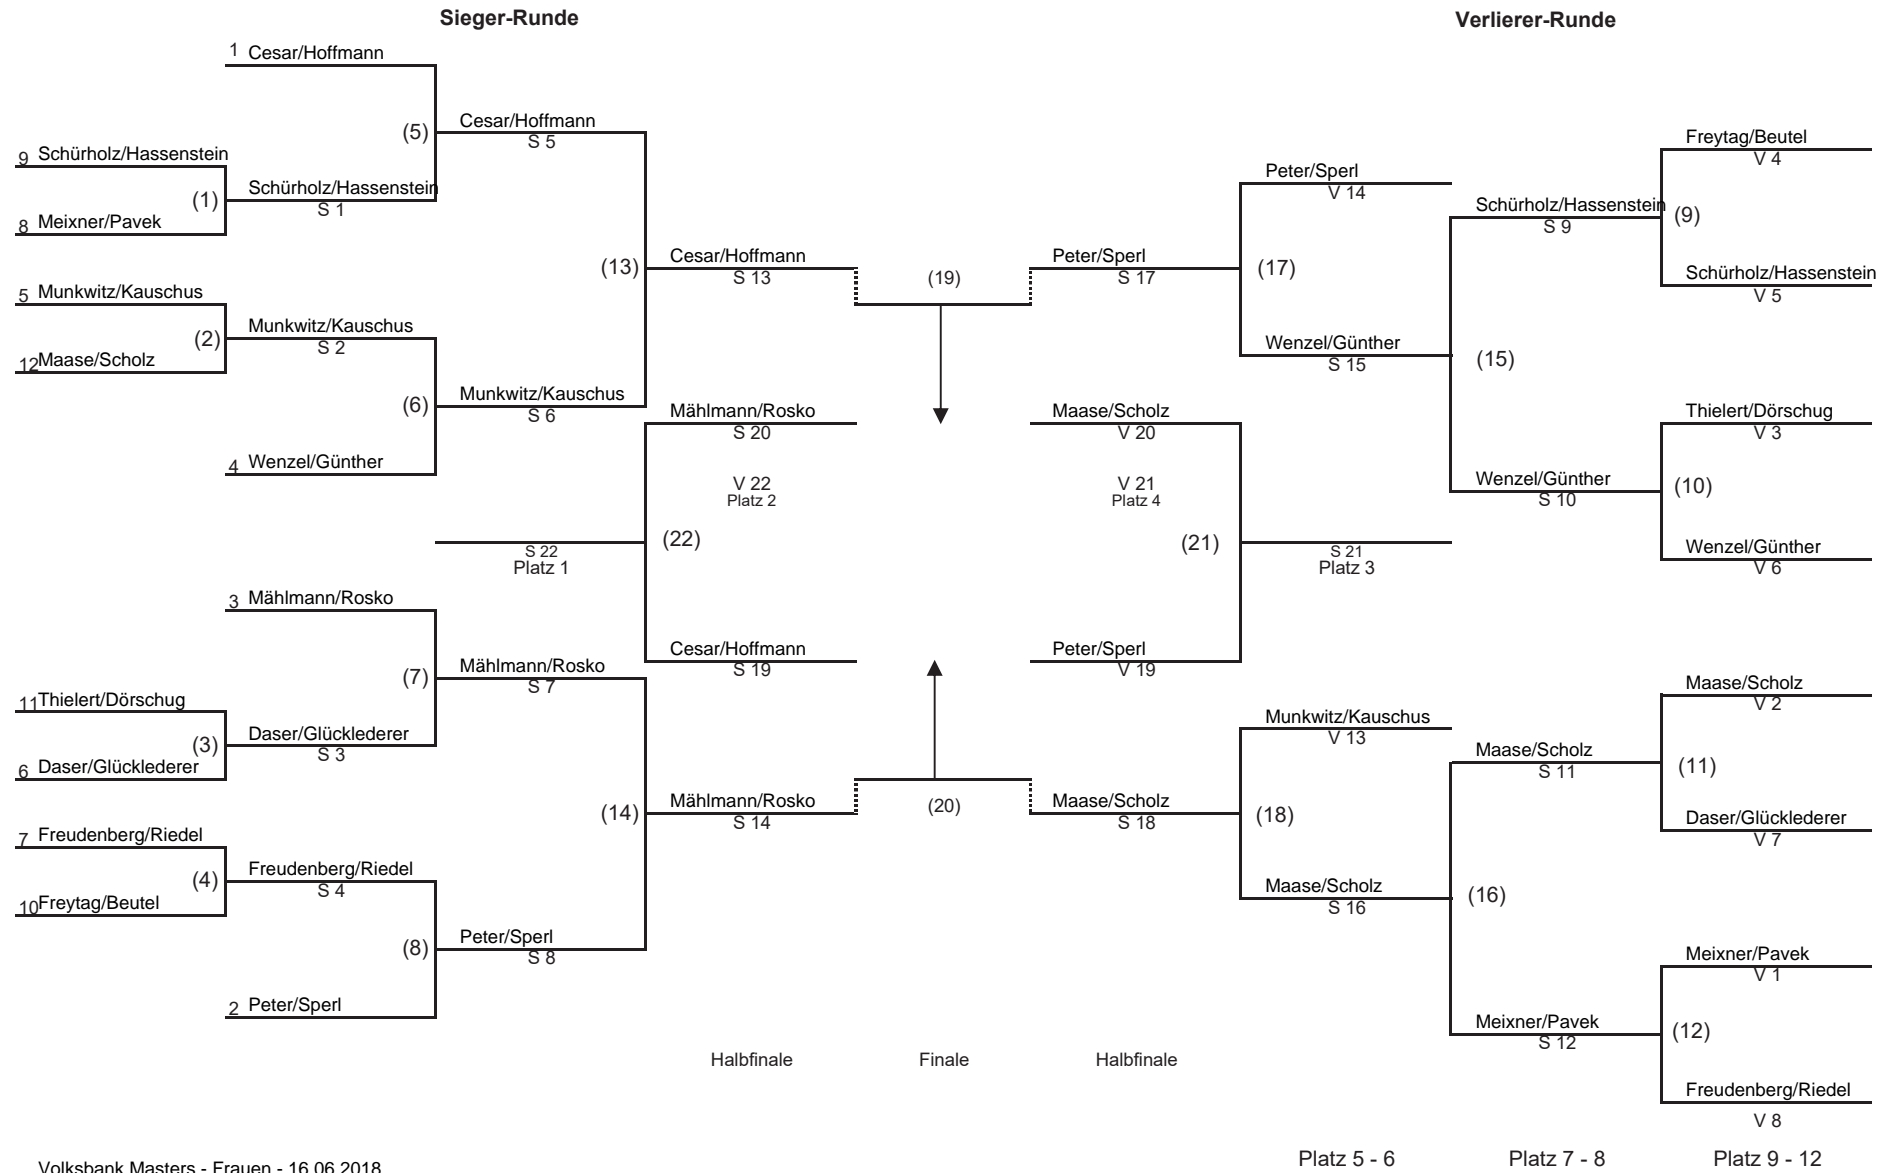 Sieger-Runde
Verlierer-Runde
1 Cesar/Hoffmann
(5)
Cesar/Hoffmann
S 5
9 Schürholz/Hassenstein
(1)
Schürholz/Hassenstein
S 1
8 Meixner/Pavek
(13)
Cesar/Hoffmann
S 13
5 Munkwitz/Kauschus
(2)
Munkwitz/Kauschus
S 2
12 Maase/Scholz
(6)
Munkwitz/Kauschus
S 6
4 Wenzel/Günther
Mählmann/Rosko
S 20
V 22
Platz 2
(22)
S 22
Platz 1
Cesar/Hoffmann
S 19
3 Mählmann/Rosko
(7)
Mählmann/Rosko
S 7
11 Thielert/Dörschug
(3)
Daser/Glücklederer
S 3
6 Daser/Glücklederer
(14)
Mählmann/Rosko
S 14
7 Freudenberg/Riedel
(4)
Freudenberg/Riedel
S 4
10 Freytag/Beutel
(8)
Peter/Sperl
S 8
2 Peter/Sperl
(19)
(20)
Peter/Sperl
S 17
Peter/Sperl
V 14
(17)
Wenzel/Günther
S 15
Schürholz/Hassenstein
S 9
Freytag/Beutel
V 4
(9)
Schürholz/Hassenstein
V 5
(15)
Thielert/Dörschug
V 3
(10)
Wenzel/Günther
S 10
Wenzel/Günther
V 6
Maase/Scholz
V 20
V 21
Platz 4
(21)
S 21
Platz 3
Peter/Sperl
V 19
Munkwitz/Kauschus
V 13
(18)
Maase/Scholz
S 18
Maase/Scholz
S 16
Maase/Scholz
S 11
Maase/Scholz
V 2
(11)
Daser/Glücklederer
V 7
(16)
Meixner/Pavek
V 1
(12)
Meixner/Pavek
S 12
Freudenberg/Riedel
V 8
Halbfinale
Finale
Halbfinale
Platz 5 - 6
Platz 7 - 8
Platz 9 - 12
Volksbank Masters - Frauen - 16.06.2018